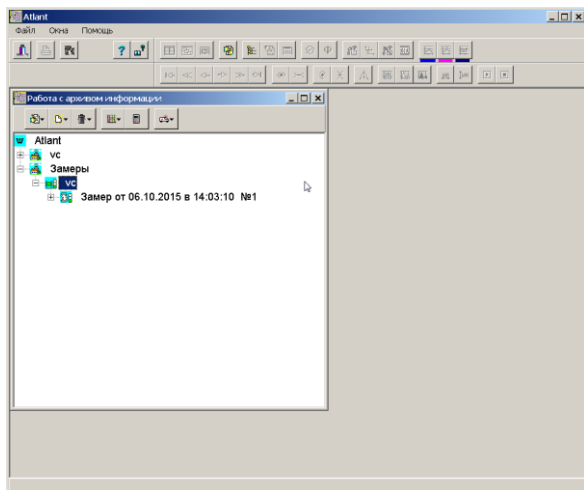 Atlant
Файл Окна Помощь
Работа с архивом информации
Atlant
vc
Замеры
vc
Замер от 06.10.2015 в 14:03:10 №1